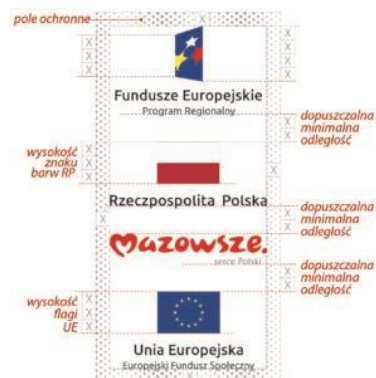 pole ochronne
X
X
X
X
X
Fundusze Europejskie
Program Regionalny
dopuszczalna
minimalna
odległość
X
X
wysokość
znaku
barw RP
X
X
X
Rzeczpospolita Polska
dopuszczalna
minimalna
odległość
X
X
X
mazowsze.
serce Polski
dopuszczalna
minimalna
odległość
X
X
wysokość
flagi
UE
X
X
X
Unia Europejska
Europejski Fundusz Społeczny
X